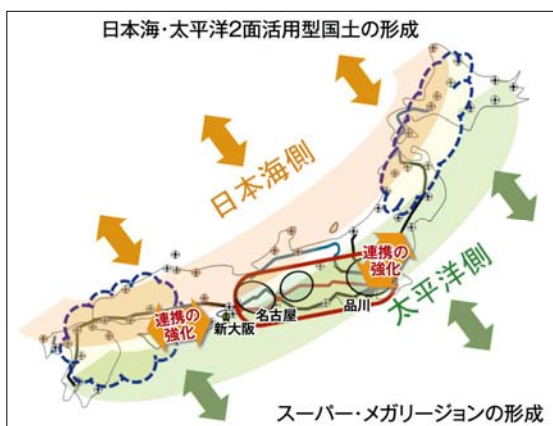 日本海・太平洋2面活用型国土の形成
日本海側
連携の
強化
太平洋側
品川
名古屋
新大阪
連携の
強化
スーパー・メガリージョンの形成